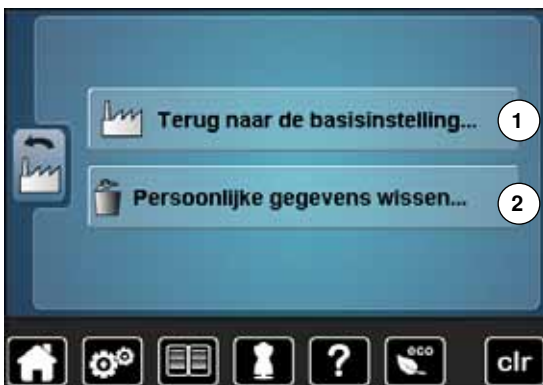 Terug naar de basisinstelling... 1
Persoonlijke gegevens wissen... 2
? eco clr